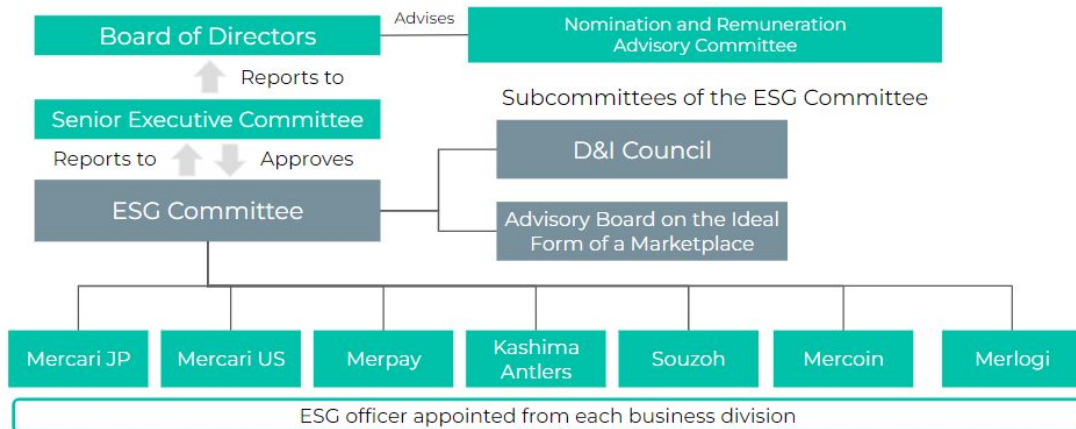 Board of Directors
Advises
Nomination and Remuneration
Advisory Committee
Reports to
Senior Executive Committee
Subcommittees of the ESG Committee
Reports to
Approves
D&I Council
ESG Committee
Advisory Board on the Ideal
Form of a Marketplace
Mercari JP
Mercari US
Merpay
Kashima
Antlers
Souzoh
Mercoin
Merlogi
ESG officer appointed from each business division